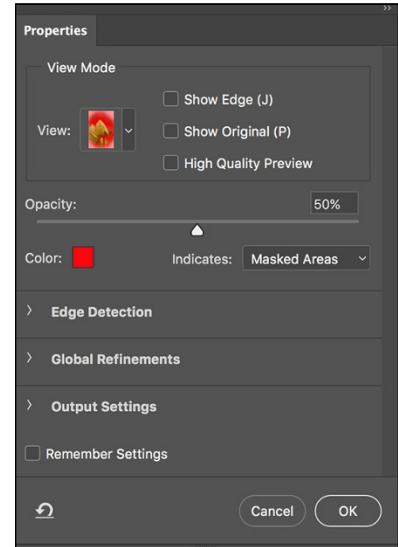 Properties
View Mode
Show Edge (J)
View:
Show Original (P)
High Quality Preview
Opacity:
50%
Color:
Indicates:
Masked Areas
Edge Detection
Global Refinements
Output Settings
Remember Settings
Cancel
OK